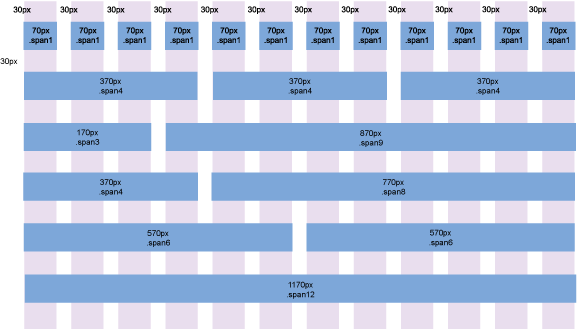 30px 30px 30px 30px 30px 30px 30px 30px 30px 30px 30px 30px
70px 70px 70px 70px 70px 70px 70px 70px 70px 70px 70px 70px
.span1 .span1 .span1 .span1 .span1 .span1 .span1 .span1 .span1 .span1 .span1 .span1
30px
370px 370px 370px
.span4 .span4 .span4
170px 870px
.span3 .span9
370px 770px
.span4 .span8
570px 570px
.span6 .span6
1170px
.span12